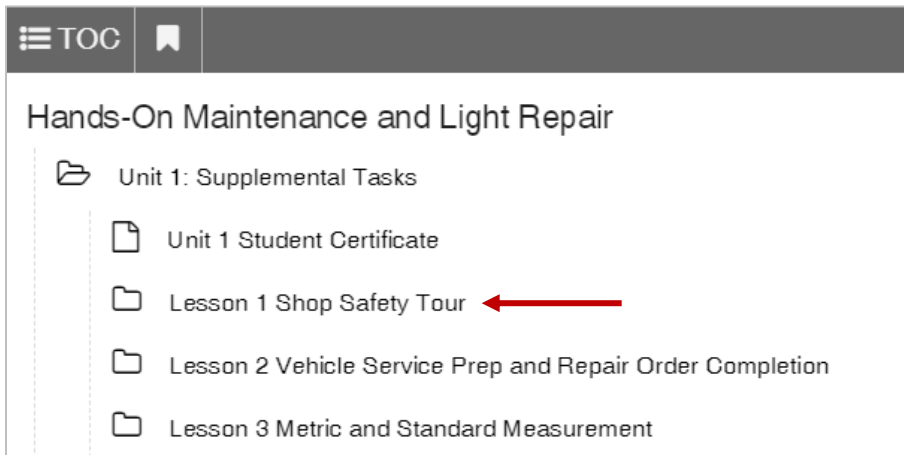 TOC
Hands-On Maintenance and Light Repair
Unit 1: Supplemental Tasks
Unit 1 Student Certificate
Lesson 1 Shop Safety Tour
Lesson 2 Vehicle Service Prep and Repair Order Completion
Lesson 3 Metric and Standard Measurement